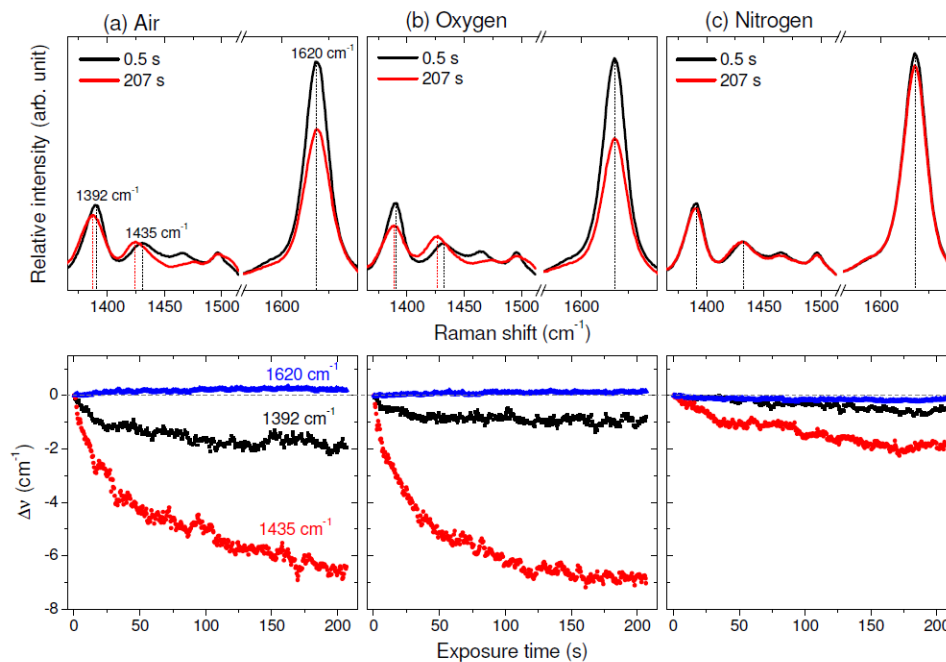 (a) Air
(b) Oxygen
(c) Nitrogen
Relative intensity (arb. unit)
0.5 s
207 s
1620 cm⁻¹
1392 cm⁻¹
1435 cm⁻¹
0.5 s
207 s
0.5 s
207 s
1400 1450 1500 1600
1400 1450 1500 1600
1400 1450 1500 1600
Raman shift (cm⁻¹)
Δν (cm⁻¹)
0
-2
-4
-6
-8
1620 cm⁻¹
1392 cm⁻¹
1435 cm⁻¹
0 50 100 150 200
0 50 100 150 200
0 50 100 150 200
Exposure time (s)